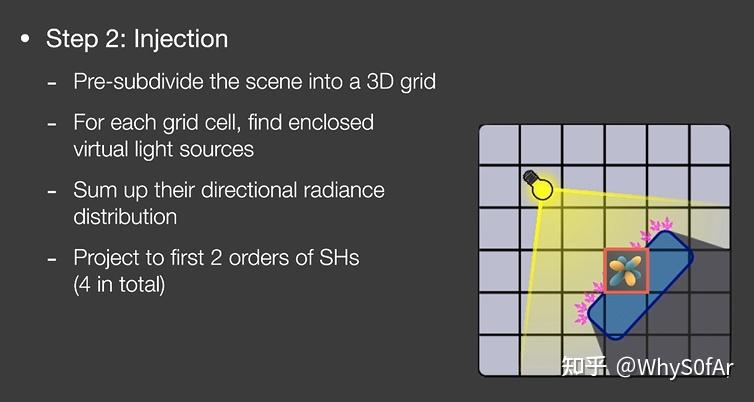 • Step 2: Injection
- Pre-subdivide the scene into a 3D grid
- For each grid cell, find enclosed
virtual light sources
- Sum up their directional radiance
distribution
- Project to first 2 orders of SHs
(4 in total)
知乎 @WhyS0fAr